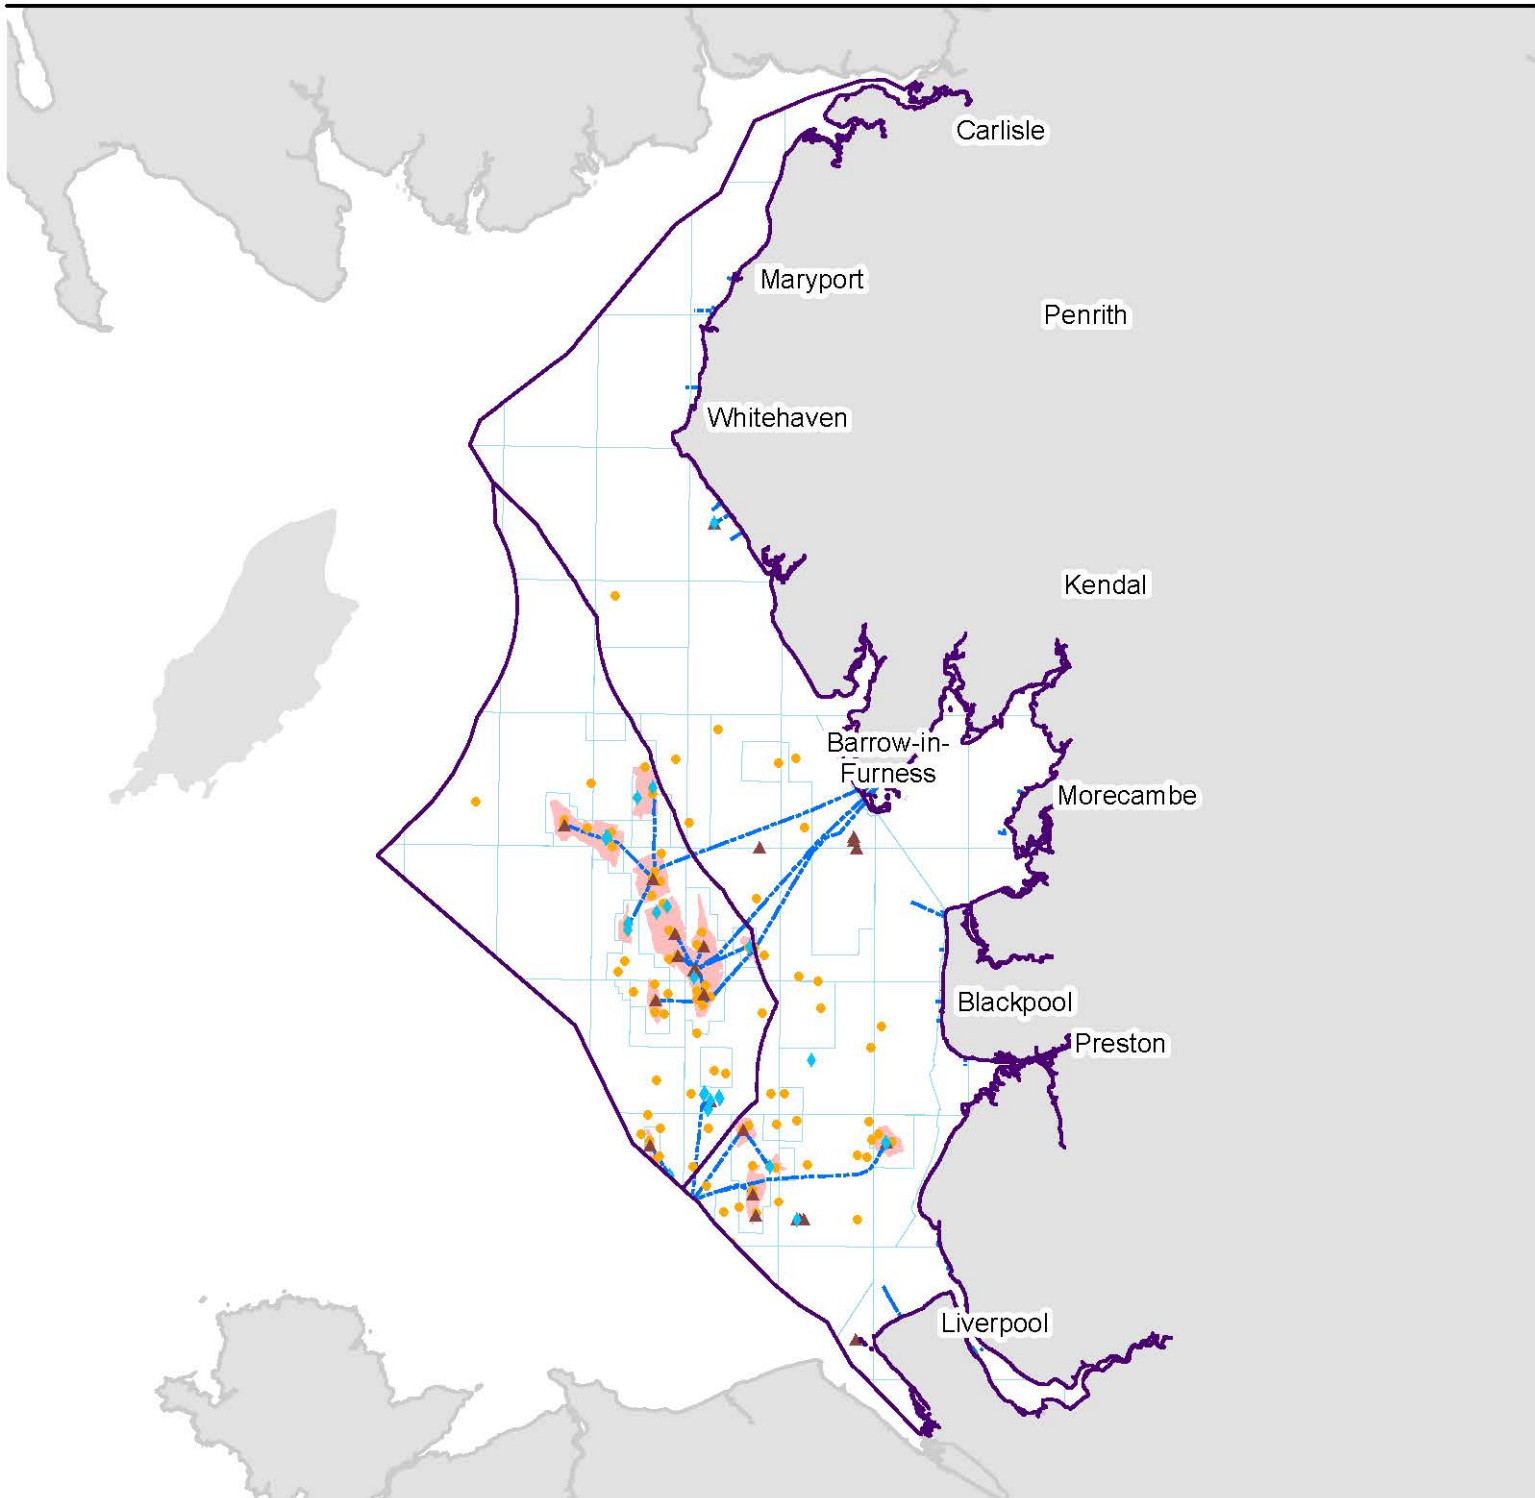 Carlisle
Maryport
Penrith
Whitehaven
Kendal
Barrow-in-
Furness
Morecambe
Blackpool
Preston
Liverpool